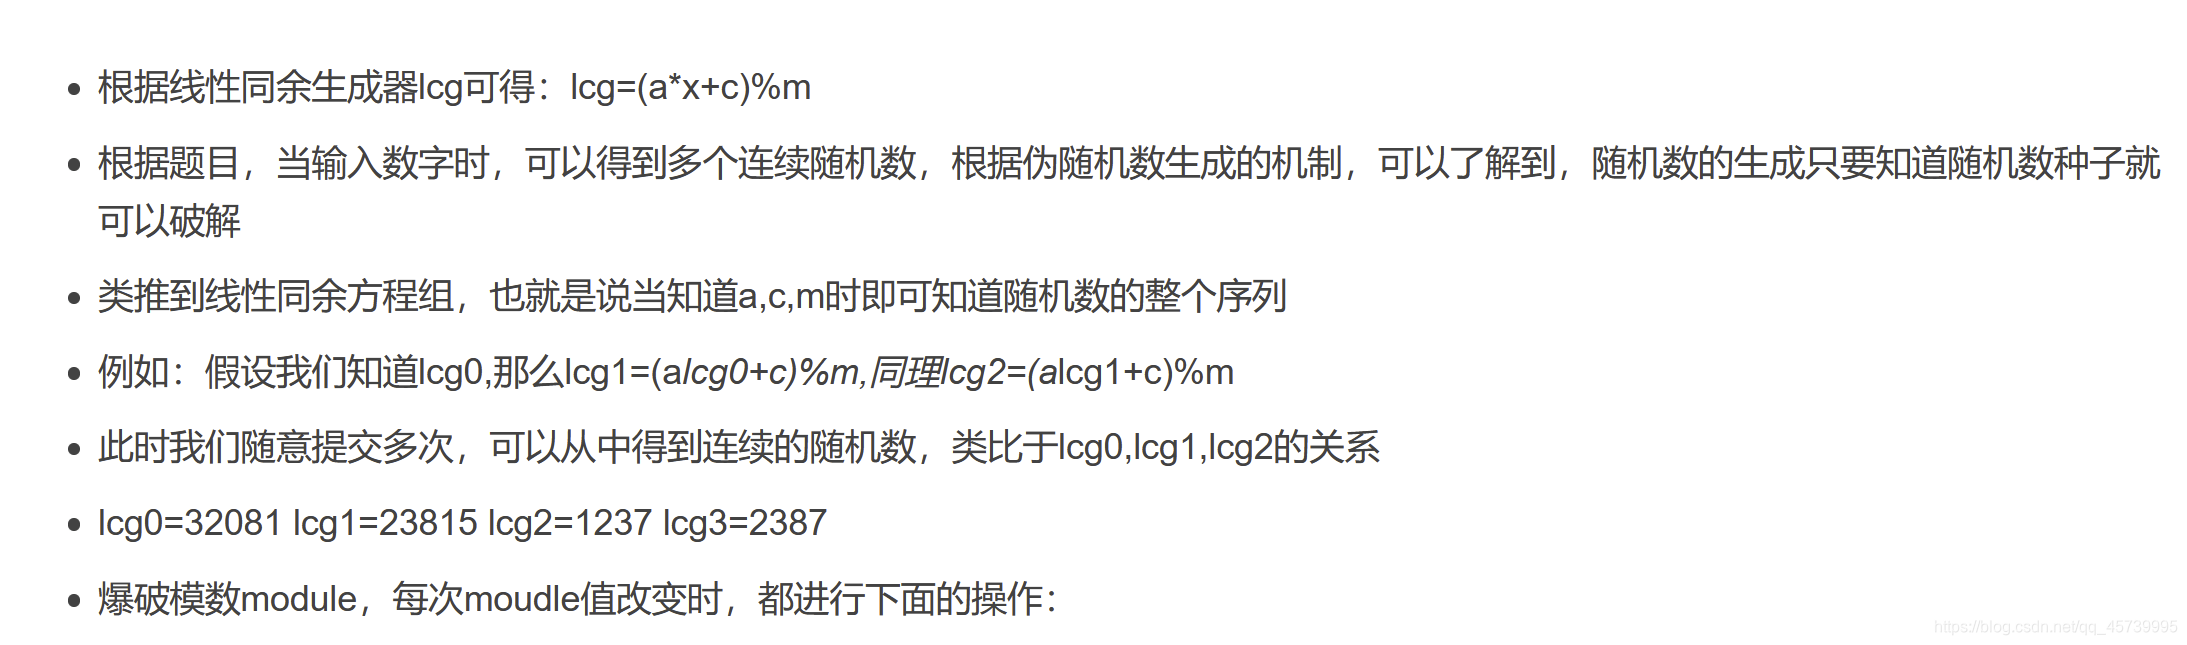 根据线性同余生成器lcg可得：lcg=(a*x+c)%m
根据题目，当输入数字时，可以得到多个连续随机数，根据伪随机数生成的机制，可以了解到，随机数的生成只要知道随机数种子就
可以破解
类推到线性同余方程组，也就是说当知道a,c,m时即可知道随机数的整个序列
例如：假设我们知道lcg0,那么lcg1=(alcg0+c)%m,同理lcg2=(alcg1+c)%m
此时我们随意提交多次，可以从中得到连续的随机数，类比于lcg0,lcg1,lcg2的关系
lcg0=32081 lcg1=23815 lcg2=1237 lcg3=2387
爆破模数module，每次moudle值改变时，都进行下面的操作：
https://blog.csdn.net/qq_45739995